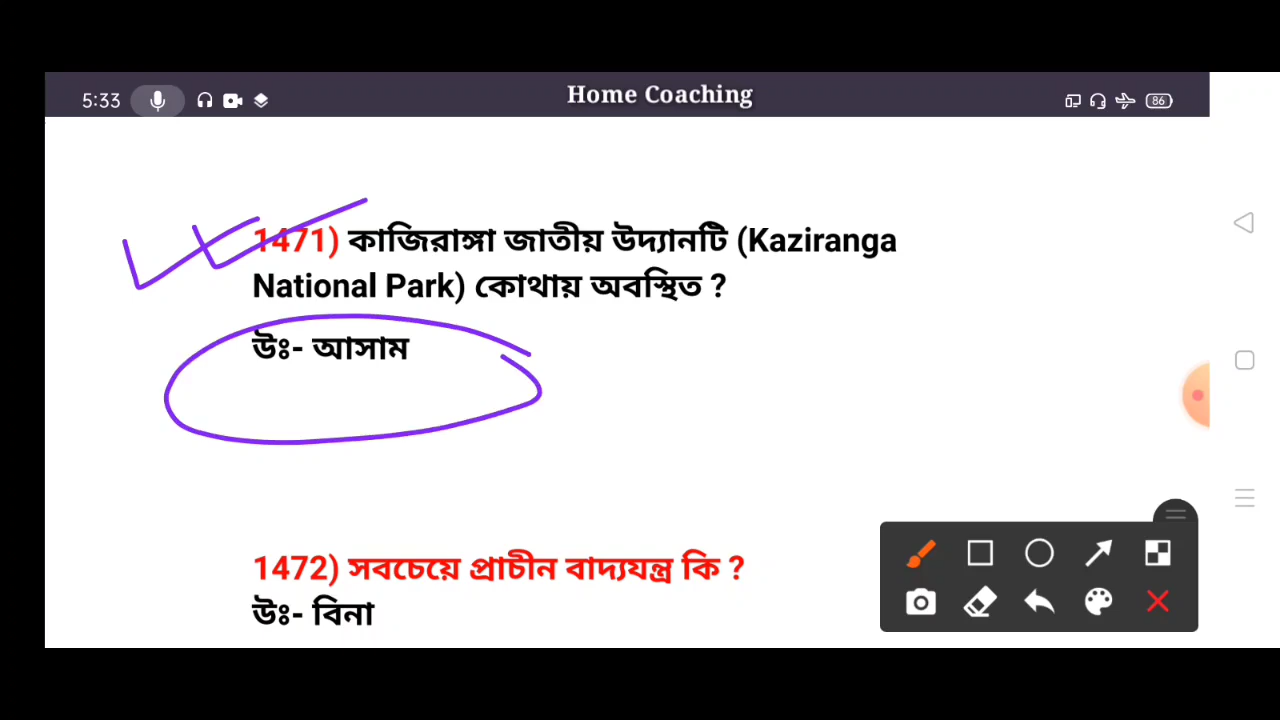 5:33
Home Coaching
86
1471) কাজিরাঙ্গা জাতীয় উদ্যানটি (Kaziranga
National Park) কোথায় অবস্থিত ?
উঃ- আসাম
1472) সবচেয়ে প্রাচীন বাদ্যযন্ত্র কি ?
উঃ- বিনা